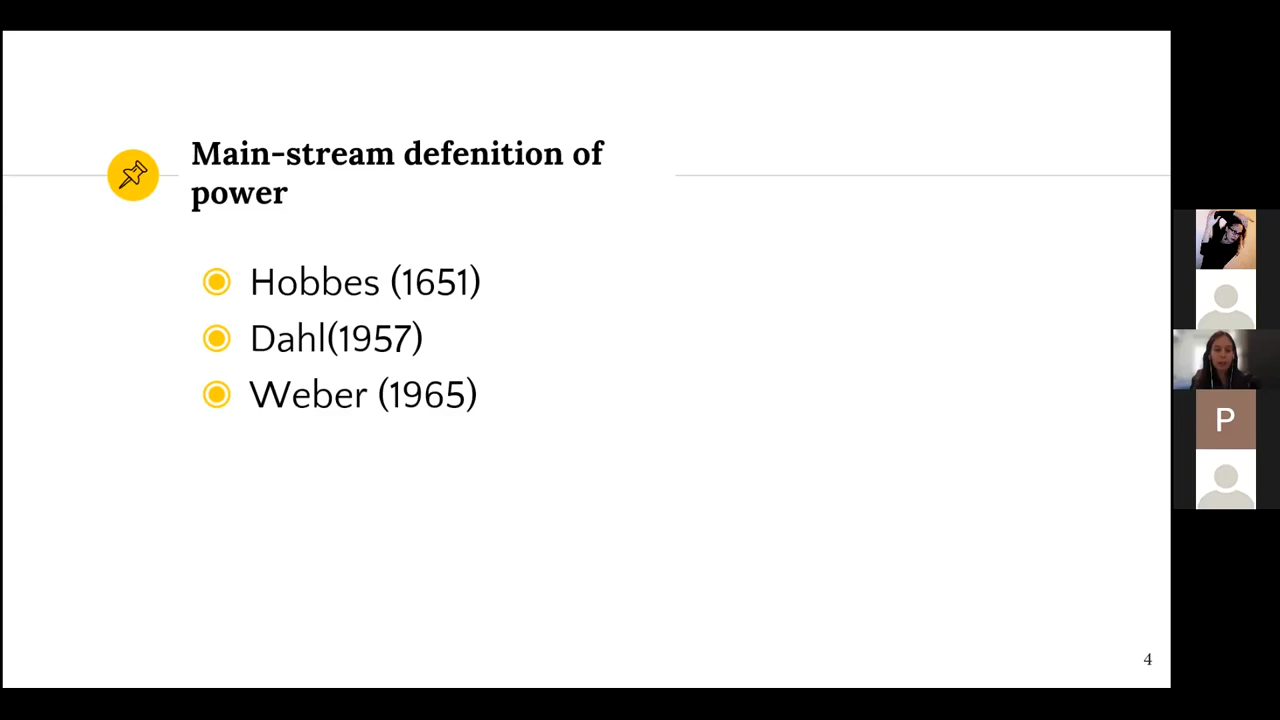 Main-stream defenition of
power
Hobbes (1651)
Dahl(1957)
Weber (1965)
P
4